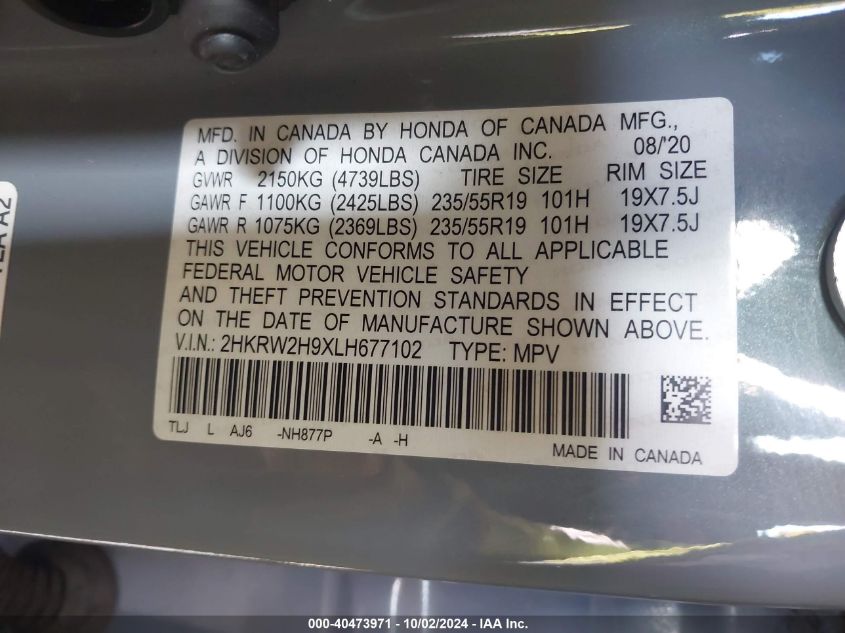 MFD. IN CANADA BY HONDA OF CANADA MFG.,
A DIVISION OF HONDA CANADA INC. 08/'20
GVWR 2150KG (4739LBS) TIRE SIZE RIM SIZE
GAWR F 1100KG (2425LBS) 235/55R19 101H 19X7.5J
GAWR R 1075KG (2369LBS) 235/55R19 101H 19X7.5J
THIS VEHICLE CONFORMS TO ALL APPLICABLE
FEDERAL MOTOR VEHICLE SAFETY
AND THEFT PREVENTION STANDARDS IN EFFECT
ON THE DATE OF MANUFACTURE SHOWN ABOVE.
V.I.N.: 2HKRW2H9XLH677102 TYPE: MPV
TLJ L AJ6 -NH877P -A -H
MADE IN CANADA
A2
000-40473971 - 10/02/2024 - IAA Inc.